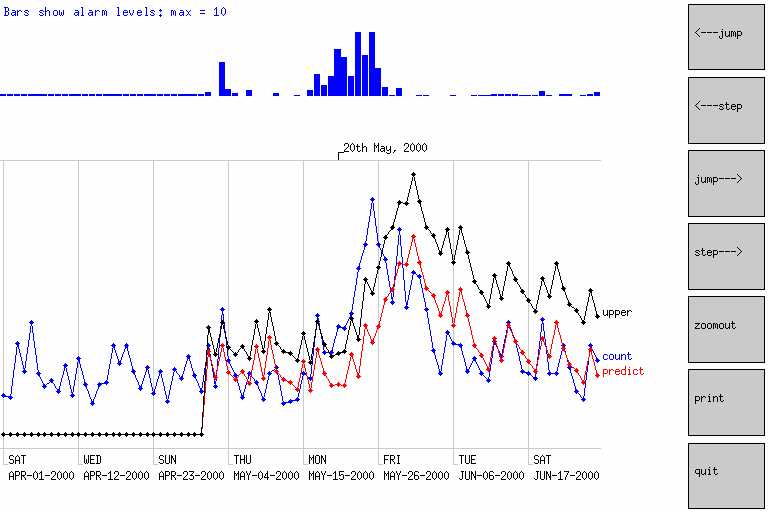 Bars show alarm levels: max = 10
<---jump
<---step
20th May, 2000
jump--->
step--->
upper
zoomout
count
predict
print
SAT WED SUN THU MON FRI TUE SAT
APR-01-2000 APR-12-2000 APR-23-2000 MAY-04-2000 MAY-15-2000 MAY-26-2000 JUN-06-2000 JUN-17-2000
quit